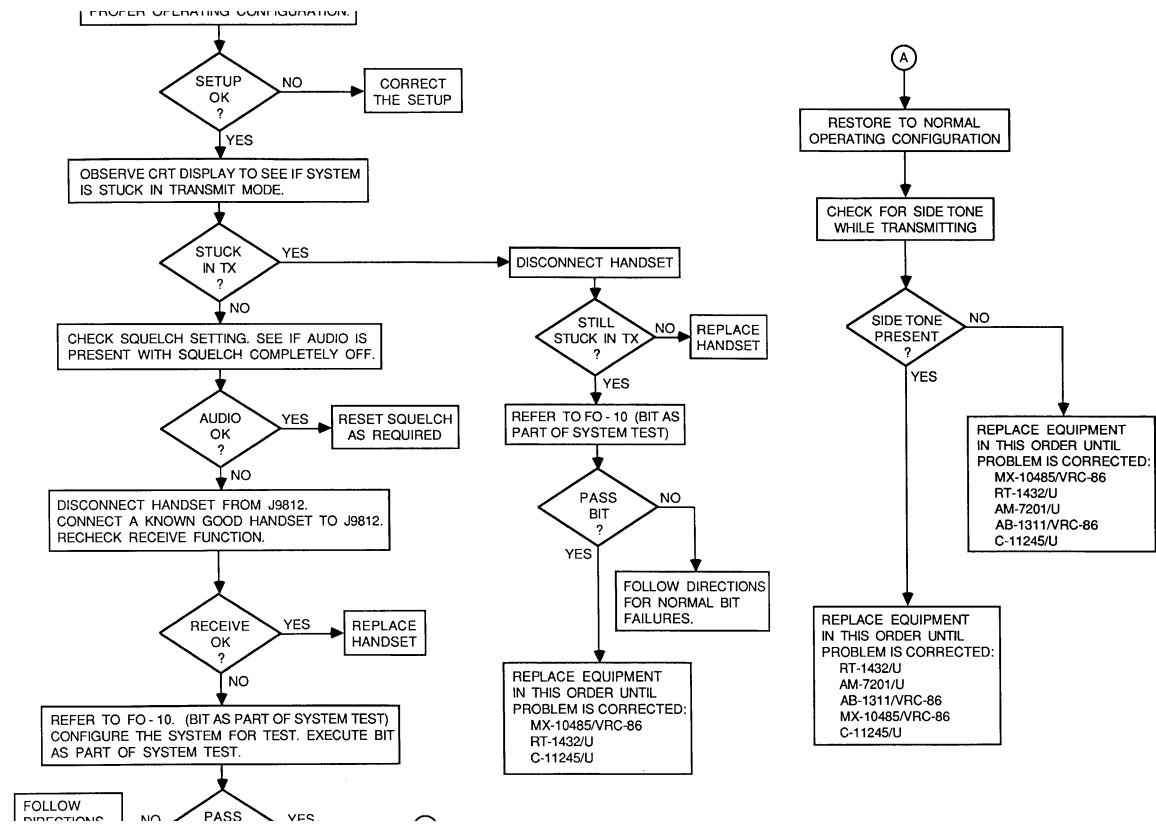 PROPER OPERATING CONFIGURATION.
SETUP
OK
?
NO
CORRECT
THE SETUP
YES
OBSERVE CRT DISPLAY TO SEE IF SYSTEM
IS STUCK IN TRANSMIT MODE.
STUCK
IN TX
?
YES
NO
CHECK SQUELCH SETTING. SEE IF AUDIO IS
PRESENT WITH SQUELCH COMPLETELY OFF.
AUDIO
OK
?
YES
RESET SQUELCH
AS REQUIRED
NO
DISCONNECT HANDSET FROM J9812.
CONNECT A KNOWN GOOD HANDSET TO J9812.
RECHECK RECEIVE FUNCTION.
RECEIVE
OK
?
YES
REPLACE
HANDSET
NO
REFER TO FO - 10. (BIT AS PART OF SYSTEM TEST)
CONFIGURE THE SYSTEM FOR TEST. EXECUTE BIT
AS PART OF SYSTEM TEST.
FOLLOW
DIRECTIONS
NO
PASS
YES
DISCONNECT HANDSET
STILL
STUCK IN TX
?
NO
REPLACE
HANDSET
YES
REFER TO FO - 10 (BIT AS
PART OF SYSTEM TEST)
PASS
BIT
?
NO
YES
FOLLOW DIRECTIONS
FOR NORMAL BIT
FAILURES.
REPLACE EQUIPMENT
IN THIS ORDER UNTIL
PROBLEM IS CORRECTED:
MX-10485/VRC-86
RT-1432/U
C-11245/U
A
RESTORE TO NORMAL
OPERATING CONFIGURATION
CHECK FOR SIDE TONE
WHILE TRANSMITTING
SIDE TONE
PRESENT
?
NO
YES
REPLACE EQUIPMENT
IN THIS ORDER UNTIL
PROBLEM IS CORRECTED:
MX-10485/VRC-86
RT-1432/U
AM-7201/U
AB-1311/VRC-86
C-11245/U
REPLACE EQUIPMENT
IN THIS ORDER UNTIL
PROBLEM IS CORRECTED:
RT-1432/U
AM-7201/U
AB-1311/VRC-86
MX-10485/VRC-86
C-11245/U